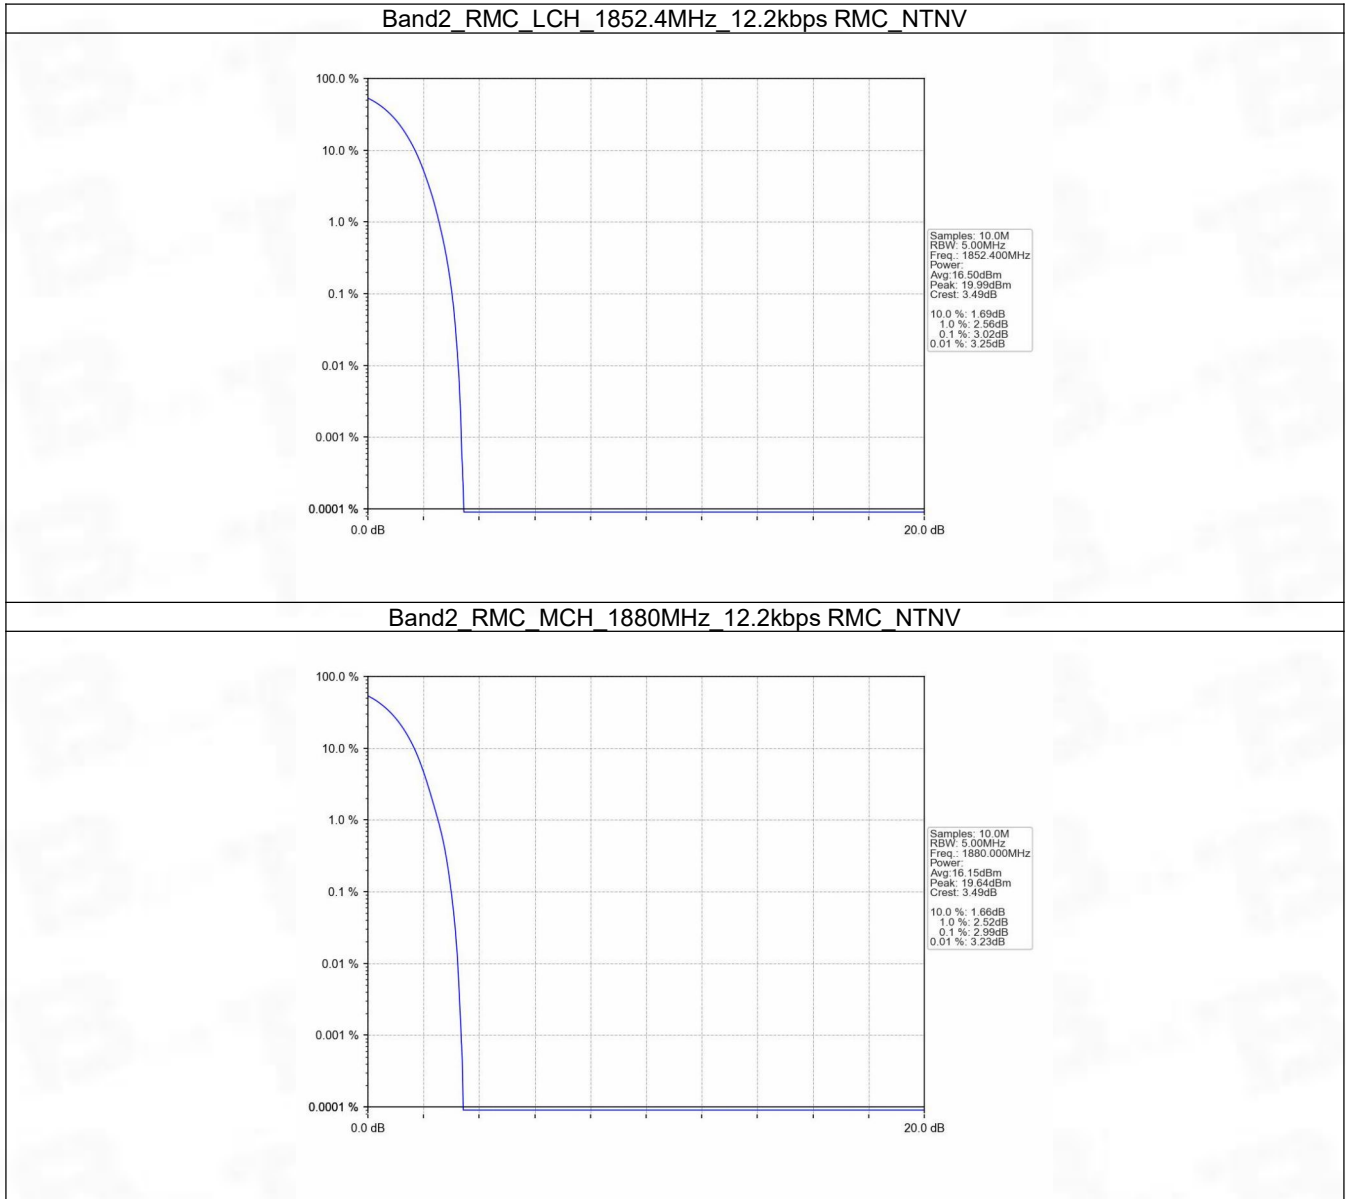 Band2_RMC_LCH_1852.4MHz_12.2kbps RMC_NTNV
100.0 %
10.0 %
1.0 %
0.1 %
0.01 %
0.001 %
0.0001 %
0.0 dB
20.0 dB
Samples: 10.0M
RBW: 5.00MHz
Freq.: 1852.400MHz
Power:
Avg:16.50dBm
Peak: 19.99dBm
Crest: 3.49dB
10.0 %: 1.69dB
1.0 %: 2.56dB
0.1 %: 3.02dB
0.01 %: 3.25dB
Band2_RMC_MCH_1880MHz_12.2kbps RMC_NTNV
100.0 %
10.0 %
1.0 %
0.1 %
0.01 %
0.001 %
0.0001 %
0.0 dB
20.0 dB
Samples: 10.0M
RBW: 5.00MHz
Freq.: 1880.000MHz
Power:
Avg:16.15dBm
Peak: 19.64dBm
Crest: 3.49dB
10.0 %: 1.66dB
1.0 %: 2.52dB
0.1 %: 2.99dB
0.01 %: 3.23dB